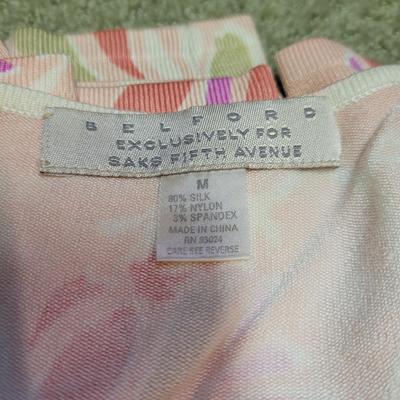 BELFORD
EXCLUSIVELY FOR
SAKS FIFTH AVENUE
M
80% SILK
17% NYLON
3% SPANDEX
MADE IN CHINA
RN 93024
CARE SEE REVERSE